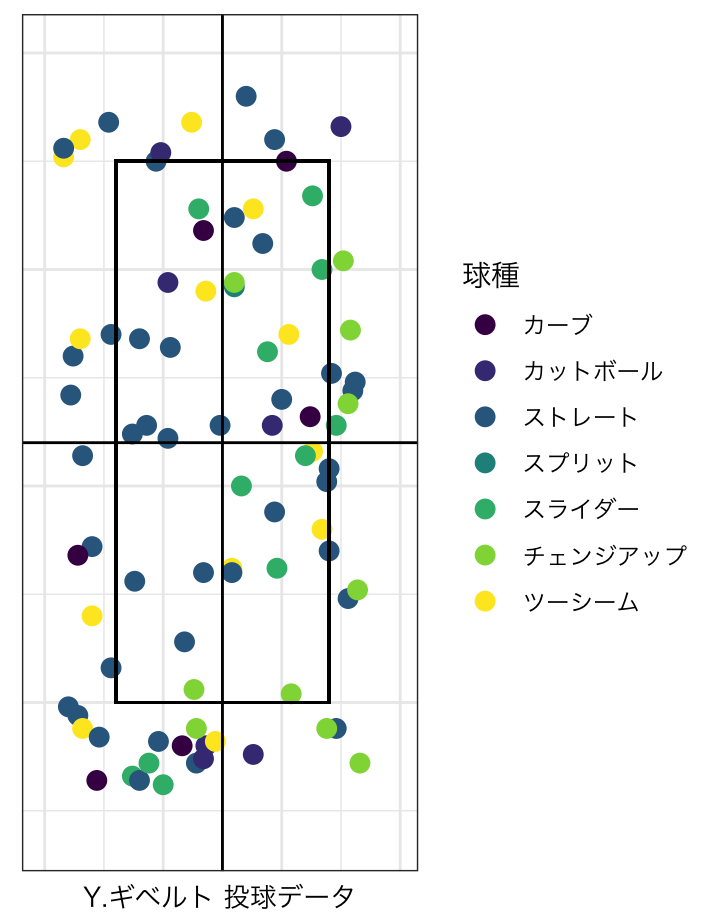 球種
カーブ
カットボール
ストレート
スプリット
スライダー
チェンジアップ
ツーシーム
Y.ギベルト 投球データ